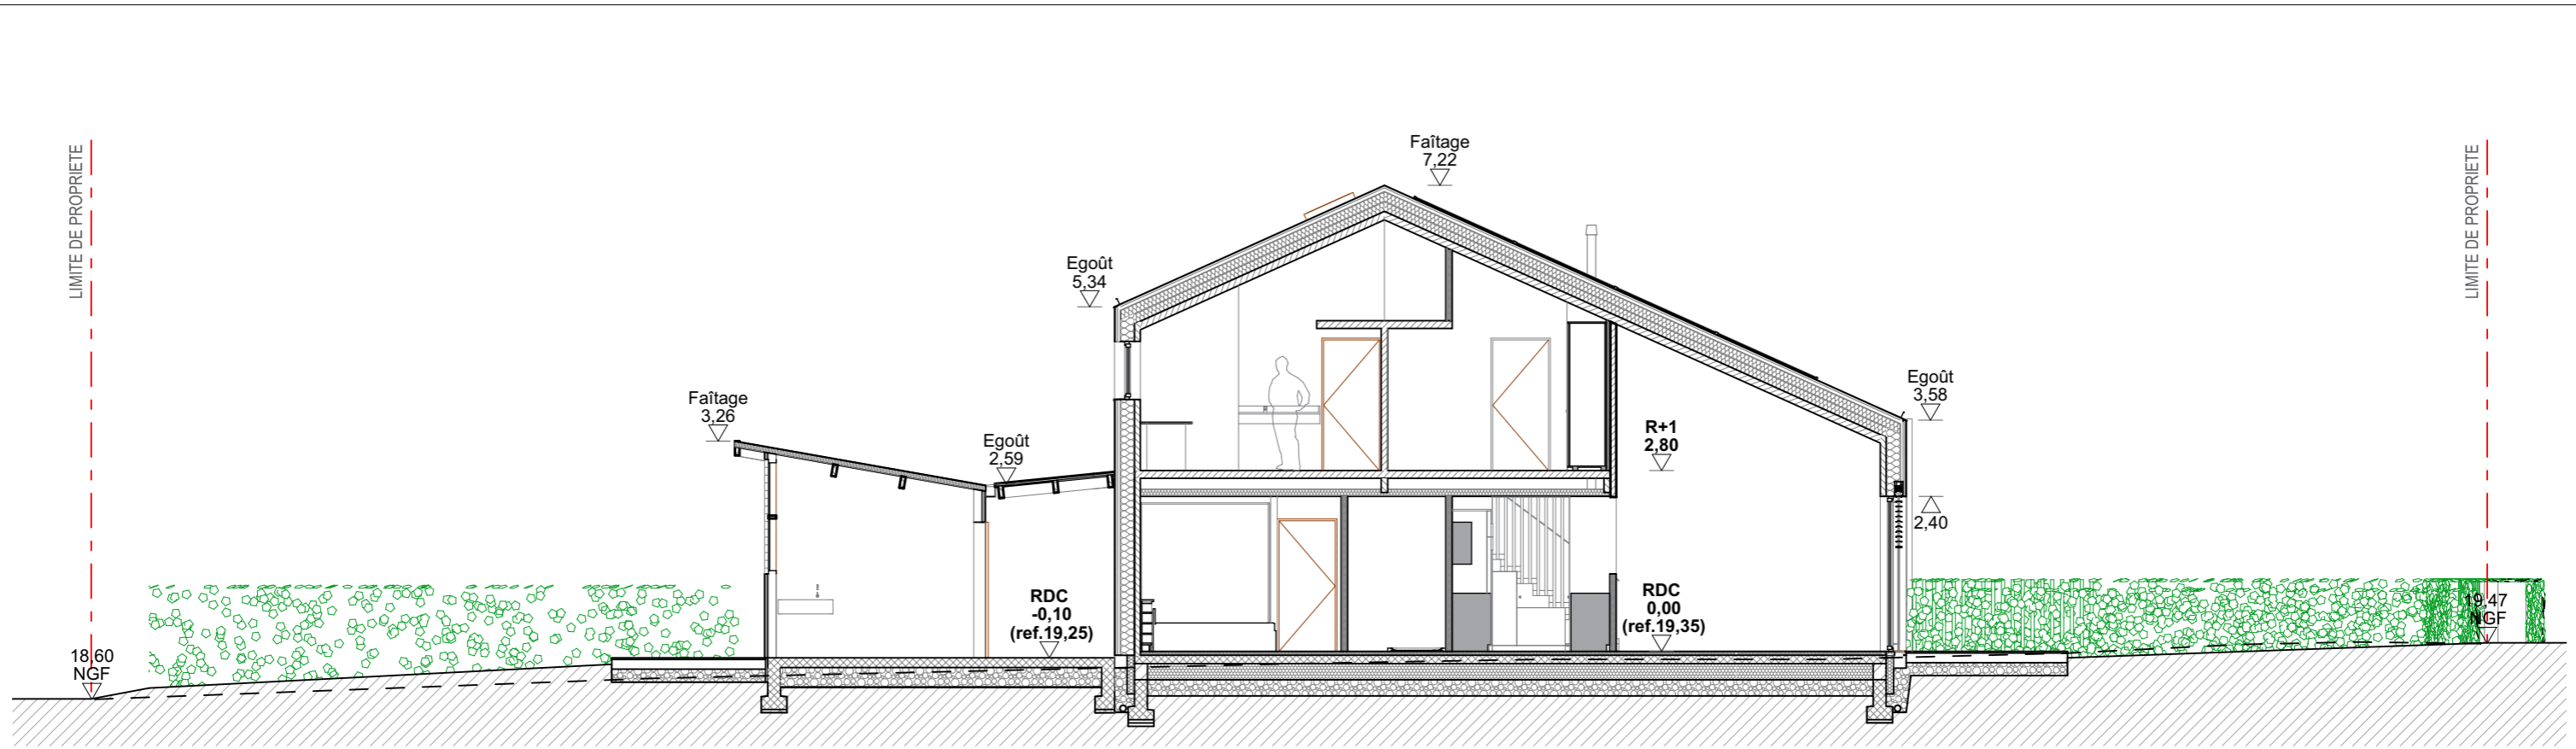 LIMITE DE PROPRIETE
Faîtage
7,22
LIMITE DE PROPRIETE
Egoût
5,34
Egoût
3,58
Faîtage
3,26
Egoût
2,59
R+1
2,80
2,40
RDC
-0,10
(ref.19,25)
RDC
0,00
(ref.19,35)
19,47
NGF
18,60
NGF